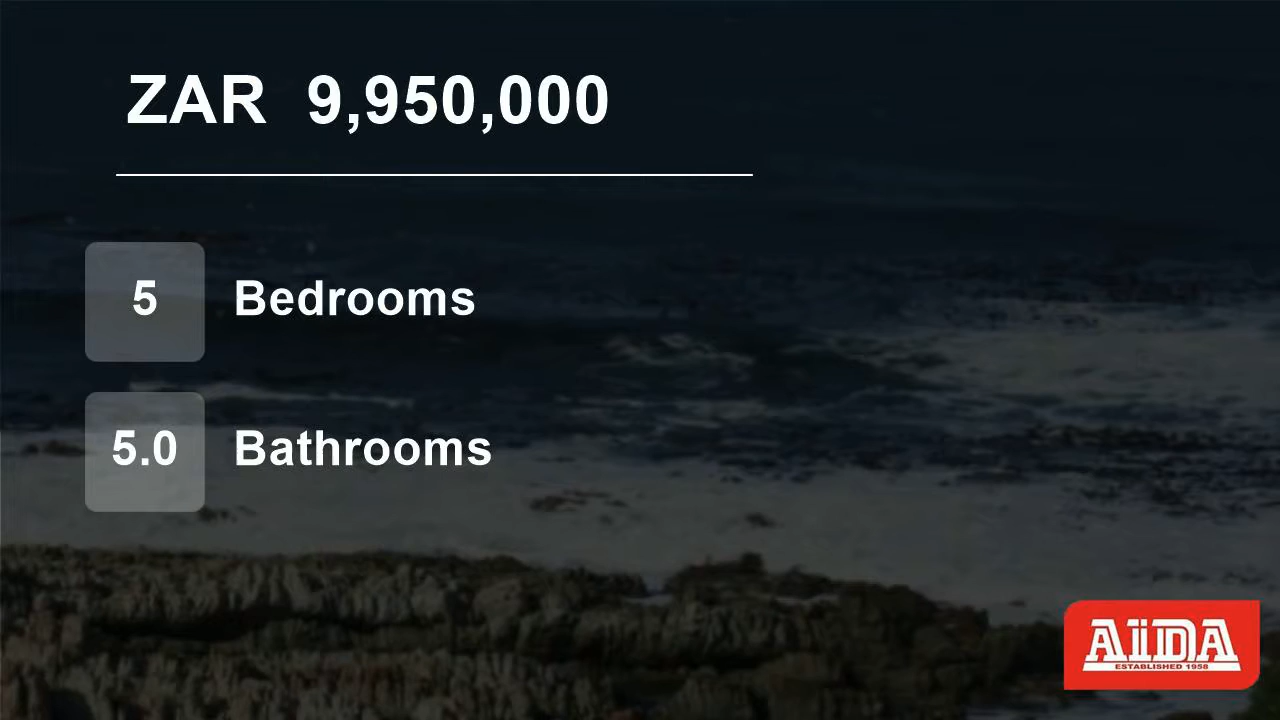 ZAR 9,950,000
5 Bedrooms
5.0 Bathrooms
AiDA
ESTABLISHED 1958